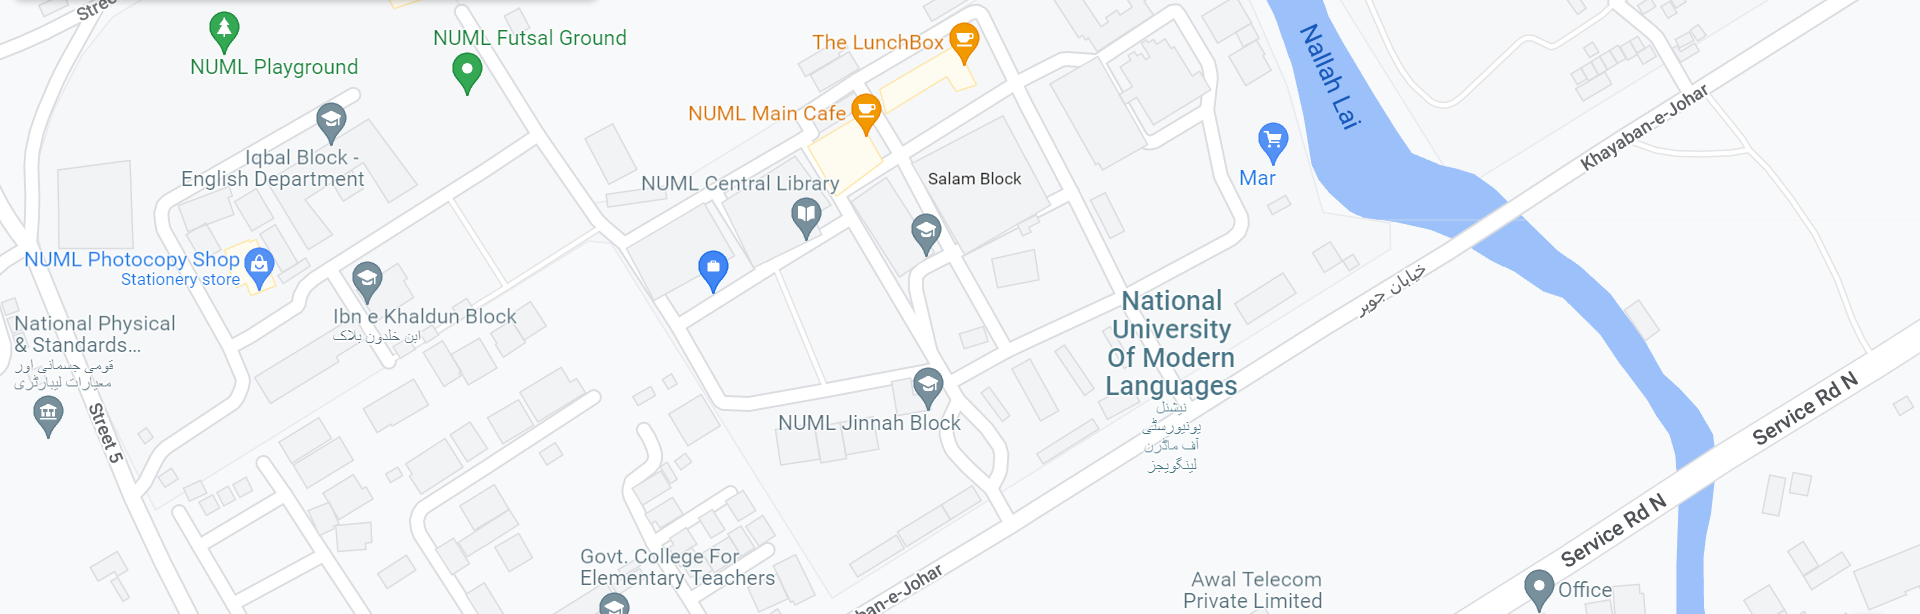 Stree
NUML Playground
NUML Futsal Ground
The LunchBox
NUML Main Cafe
Nallah Lai
Khayaban-e-Johar
Iqbal Block -
English Department
NUML Central Library
Salam Block
Mar
NUML Photocopy Shop
Stationery store
Ibn e Khaldun Block
ابن خلدون بلاک
National Physical
& Standards...
قومی جسمانی اور
معیارات لیبارٹری
Street 5
National
University
Of Modern
Languages
نیشنل
یونیورسٹی
آف ماڈرن
لینگویجز
خیابان جوہر
NUML Jinnah Block
Service Rd N
Service Rd N
Govt. College For
Elementary Teachers
ban-e-Johar
Awal Telecom
Private Limited
Office